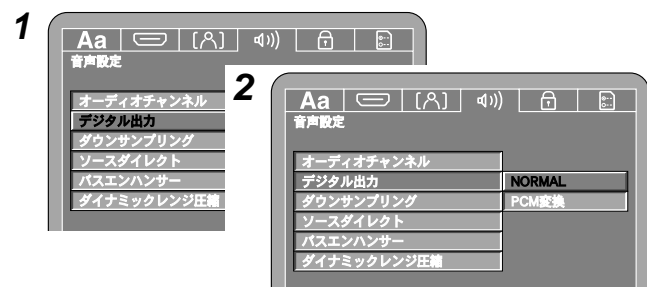 1
Aa
音声設定
オーディオチャンネル
デジタル出力
ダウンサンプリング
ソースダイレクト
バスエンハンサー
ダイナミックレンジ圧縮
2
Aa
音声設定
オーディオチャンネル
デジタル出力 NORMAL
ダウンサンプリング PCM変換
ソースダイレクト
バスエンハンサー
ダイナミックレンジ圧縮